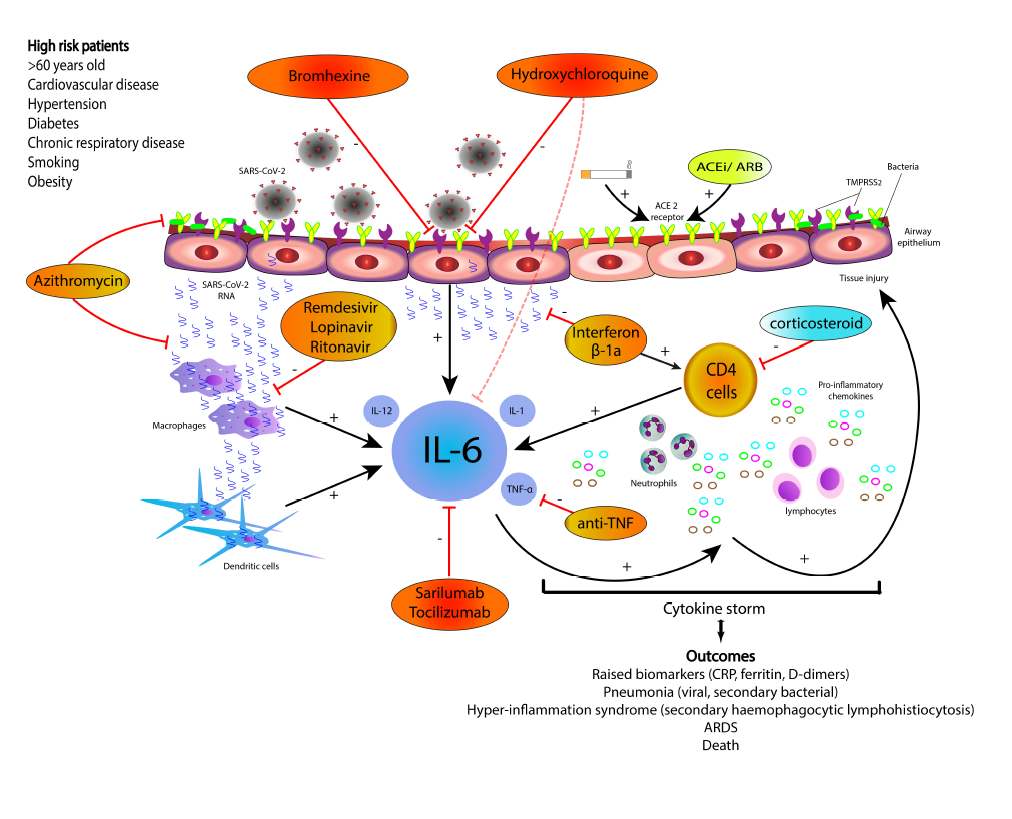 High risk patients
>60 years old
Cardiovascular disease
Hypertension
Diabetes
Chronic respiratory disease
Smoking
Obesity
Bromhexine
Hydroxychloroquine
-
-
SARS-CoV-2
ACEi/ ARB
+
+
ACE 2
receptor
TMPRSS2
Bacteria
Airway
epithelium
Tissue injury
Azithromycin
SARS-CoV-2
RNA
Remdesivir
Lopinavir
Ritonavir
-
+
-
Interferon
β-1a
+
corticosteroid
-
CD4
cells
Pro-inflammatory
chemokines
Macrophages
+
IL-12
IL-1
IL-6
TNF-α
+
Neutrophils
lymphocytes
+
-
anti-TNF
Dendritic cells
-
+
+
Sarilumab
Tocilizumab
Cytokine storm
Outcomes
Raised biomarkers (CRP, ferritin, D-dimers)
Pneumonia (viral, secondary bacterial)
Hyper-inflammation syndrome (secondary haemophagocytic lymphohistiocytosis)
ARDS
Death